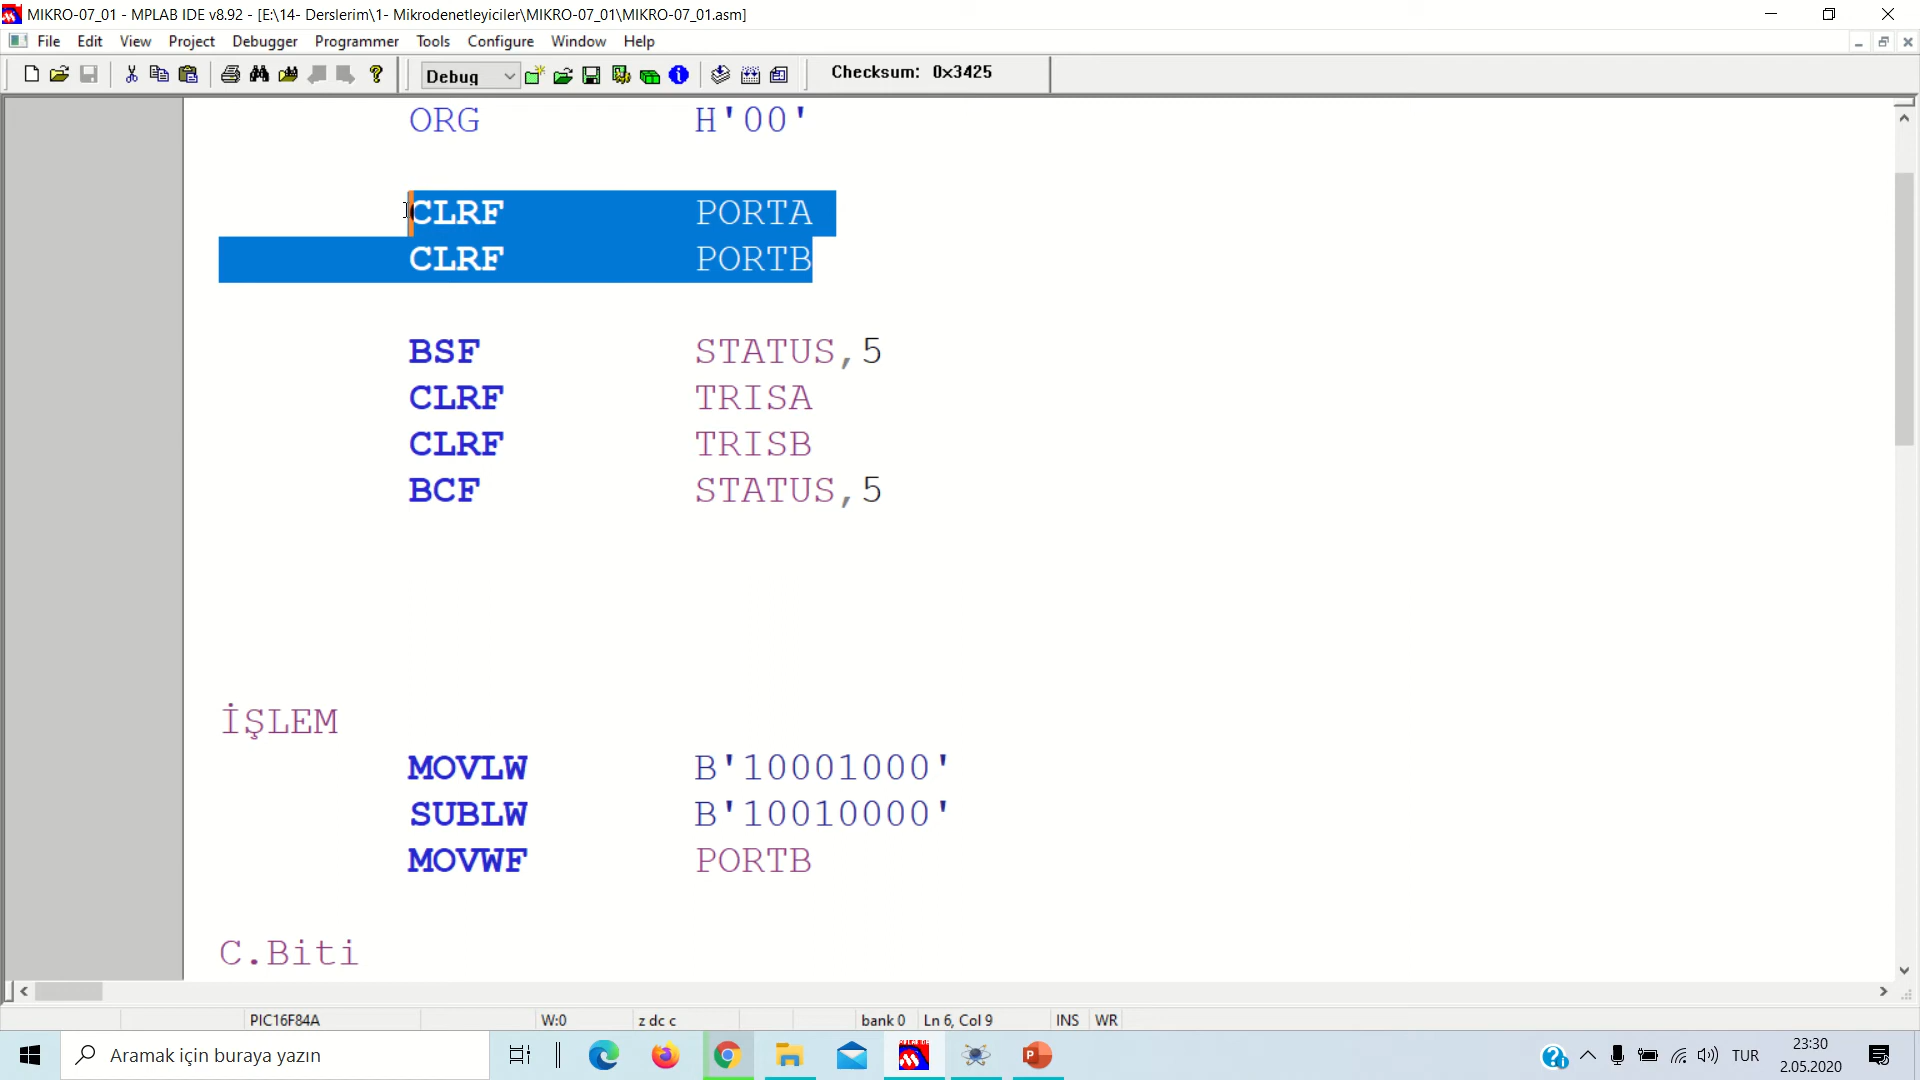 MIKRO-07_01 - MPLAB IDE v8.92 - [E:\14- Derslerim\1- Mikrodenetleyiciler\MIKRO-07_01\MIKRO-07_01.asm]
File Edit View Project Debugger Programmer Tools Configure Window Help
Debug Checksum: 0x3425
ORG H'00'
CLRF PORTA
CLRF PORTB
BSF STATUS,5
CLRF TRISA
CLRF TRISB
BCF STATUS,5
İŞLEM
MOVLW B'10001000'
SUBLW B'10010000'
MOVWF PORTB
C.Biti
PIC16F84A W:0 z dc c bank 0 Ln 6, Col 9 INS WR
Aramak için buraya yazın TUR 23:30
2.05.2020